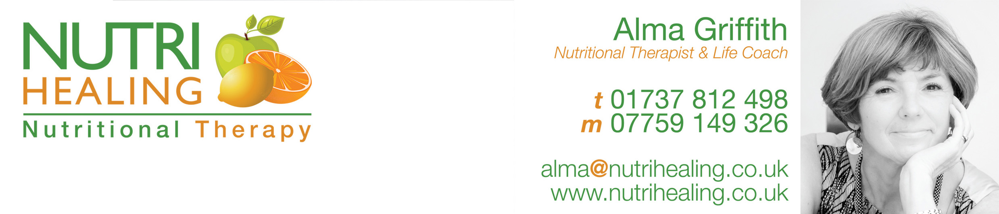 NUTRI
HEALING
Nutritional Therapy
Alma Griffith
Nutritional Therapist & Life Coach
t 01737 812 498
m 07759 149 326
alma@nutrihealing.co.uk
www.nutrihealing.co.uk